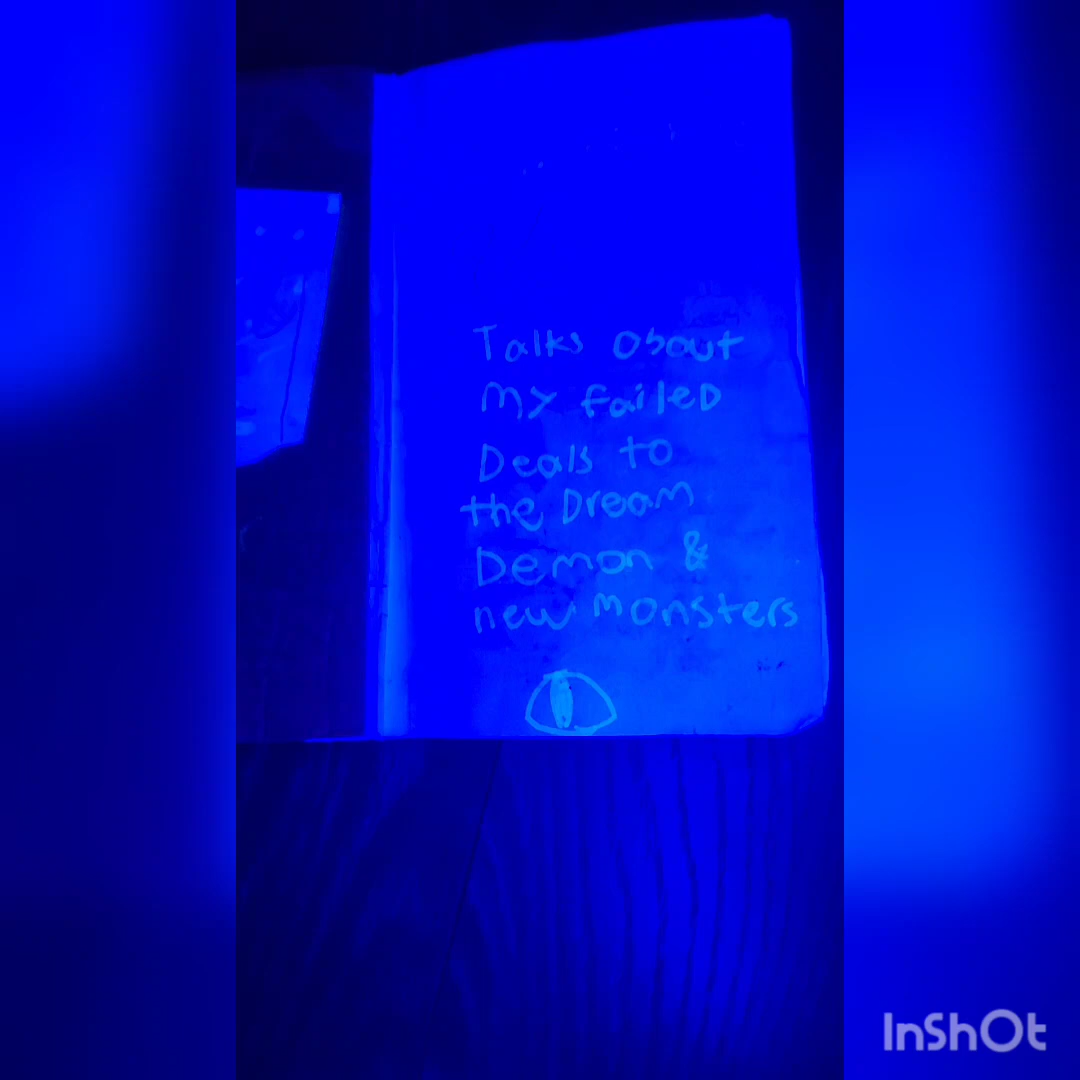 Talks about
My failed
Deals to
the Dream
Demon &
new monsters
InShOt